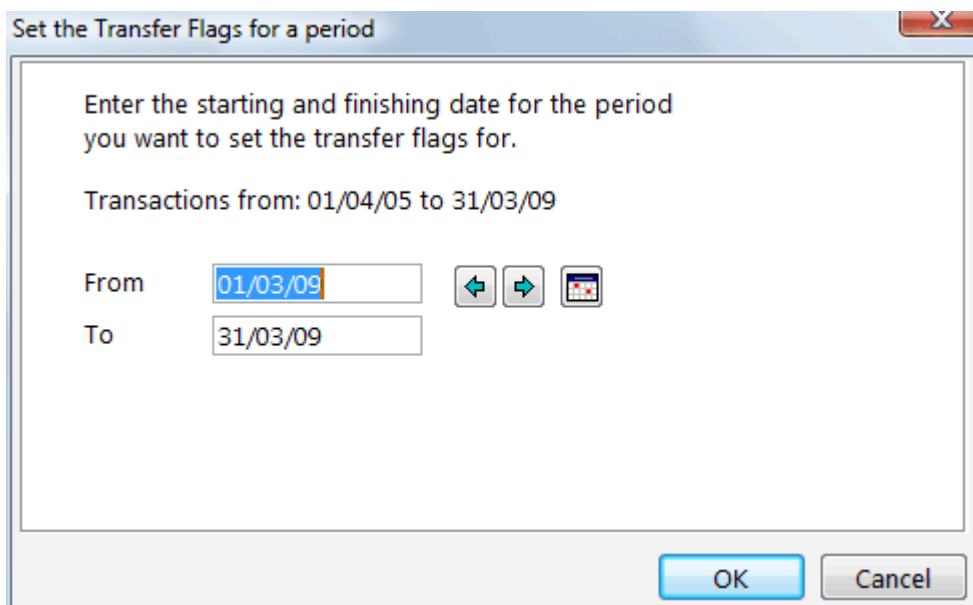 Set the Transfer Flags for a period
X
Enter the starting and finishing date for the period
you want to set the transfer flags for.
Transactions from: 01/04/05 to 31/03/09
From 01/03/09
To 31/03/09
OK Cancel